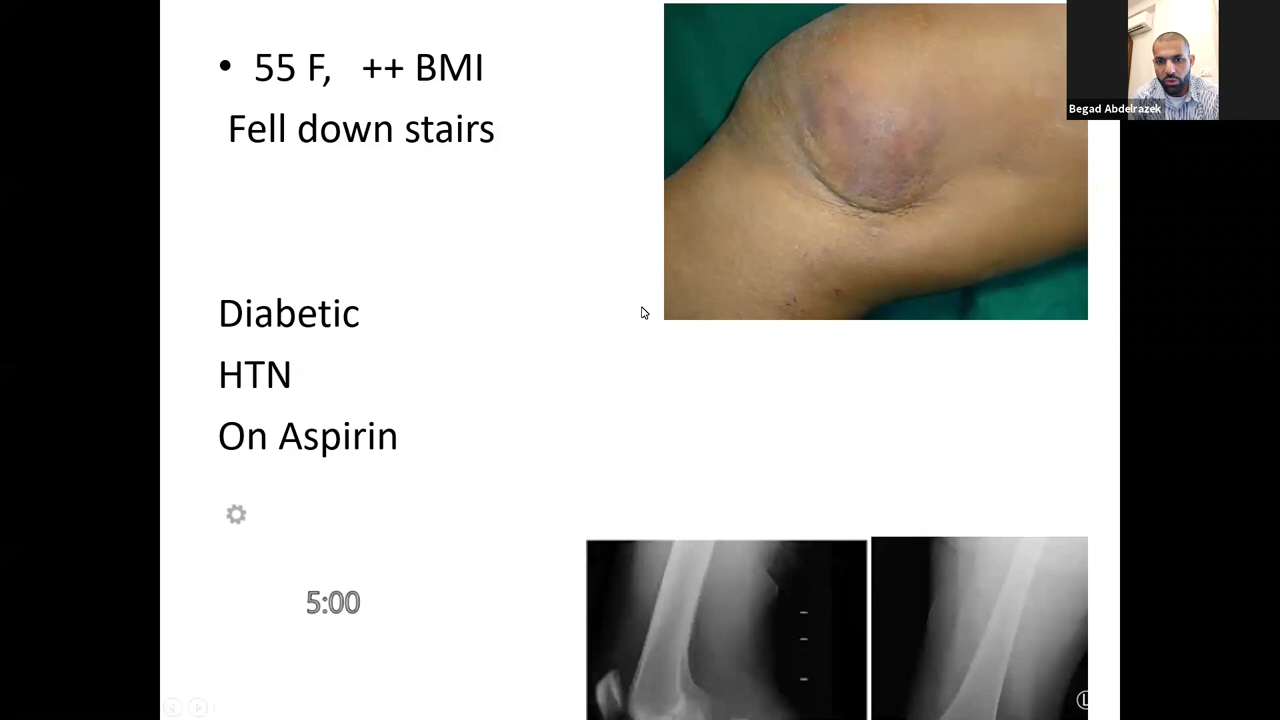 • 55 F, ++ BMI
Fell down stairs
Begad Abdelrazek
Diabetic
HTN
On Aspirin
5:00
L